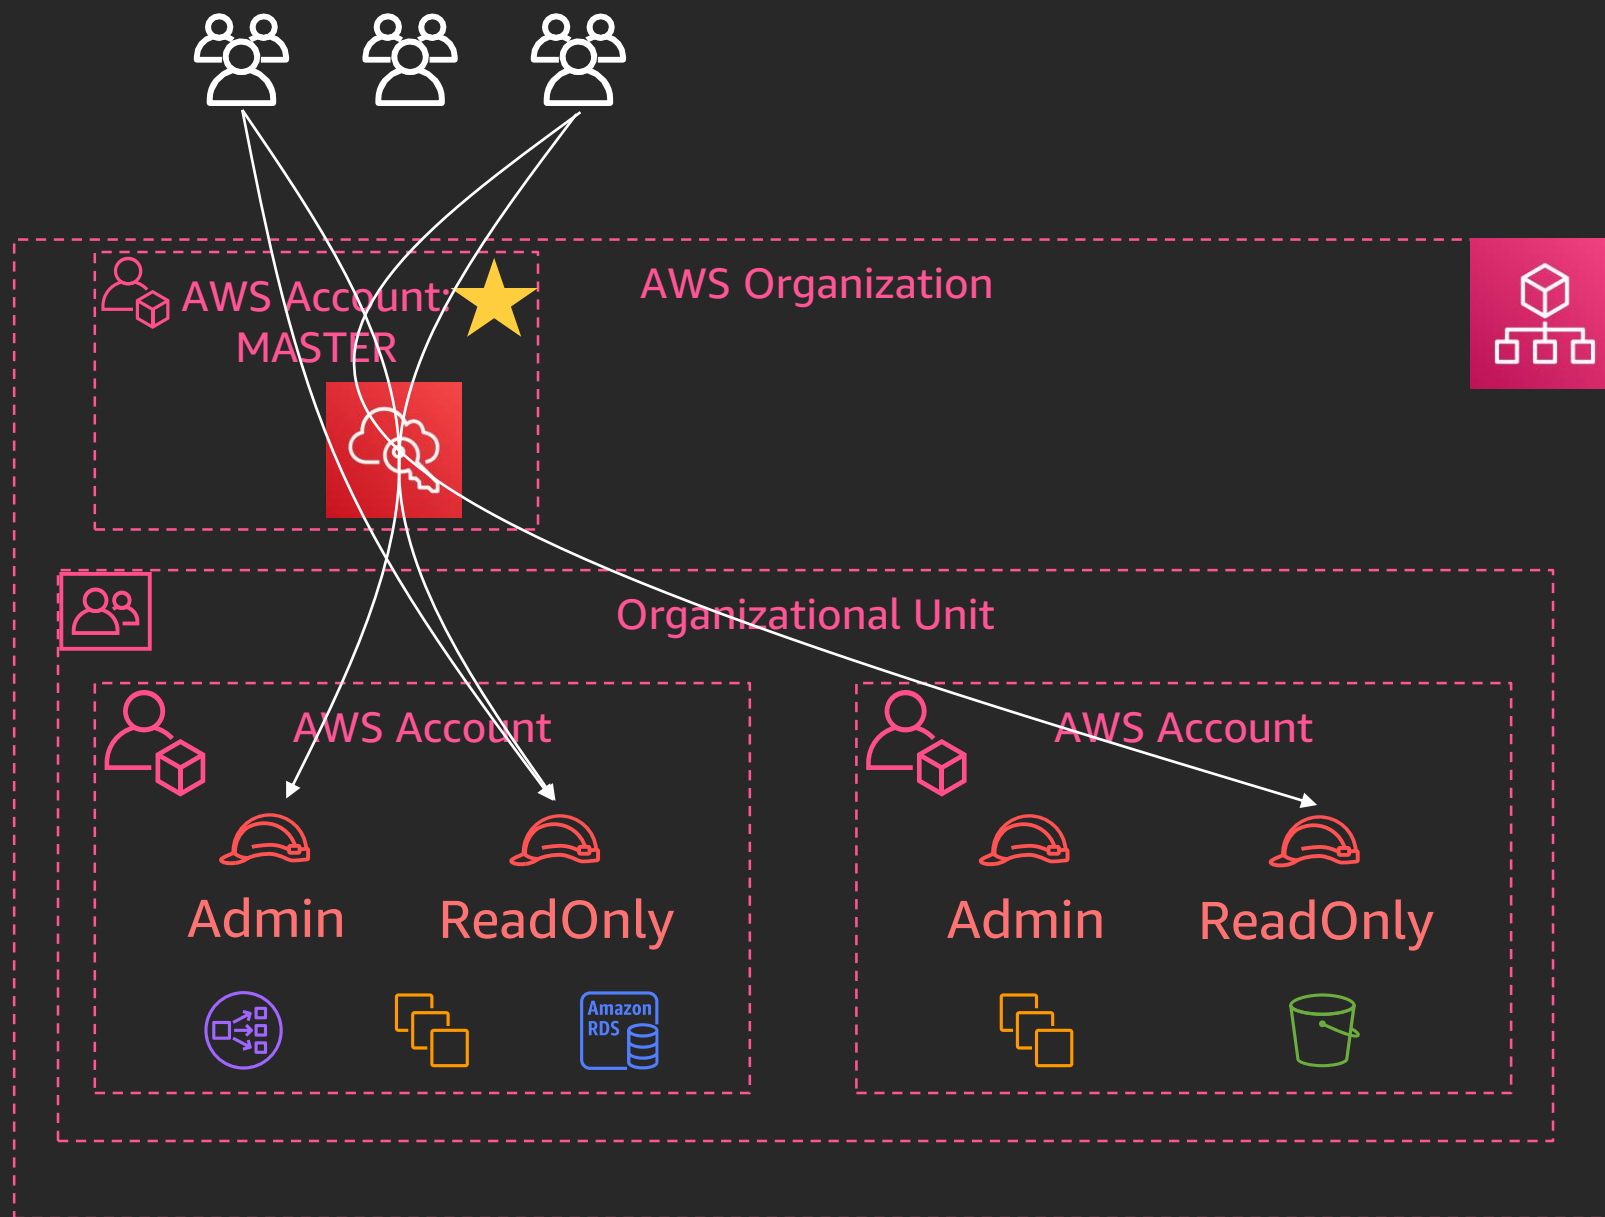 AWS Account:
MASTER
AWS Organization
Organizational Unit
AWS Account
AWS Account
Admin
ReadOnly
Admin
ReadOnly
Amazon
RDS